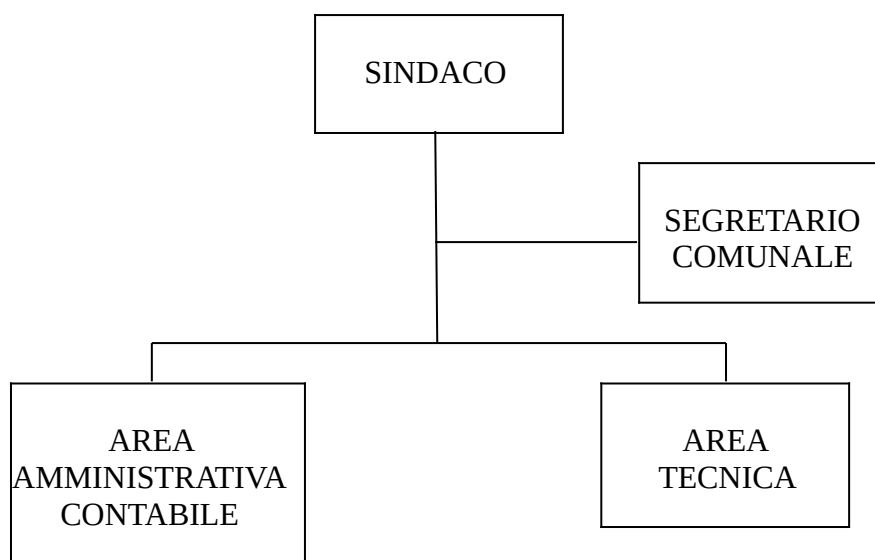 SINDACO
SEGRETARIO
COMUNALE
AREA
AMMINISTRATIVA
CONTABILE
AREA
TECNICA